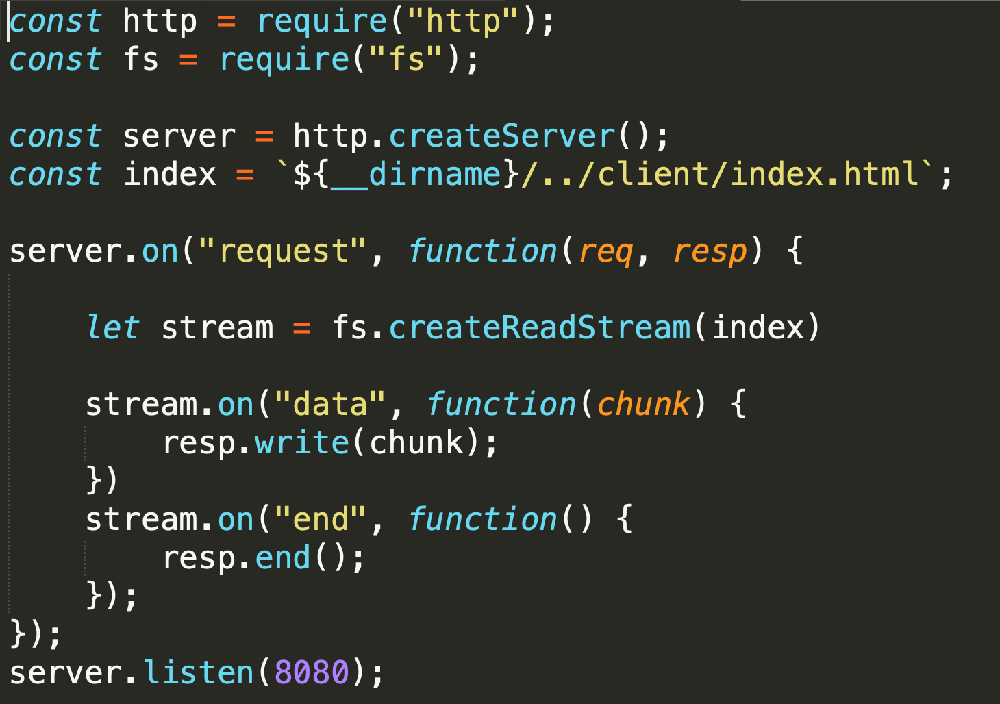 const http = require("http");
const fs = require("fs");

const server = http.createServer();
const index = `${__dirname}/../client/index.html`;

server.on("request", function(req, resp) {

    let stream = fs.createReadStream(index)

    stream.on("data", function(chunk) {
        resp.write(chunk);
    })
    stream.on("end", function() {
        resp.end();
    });
});
server.listen(8080);